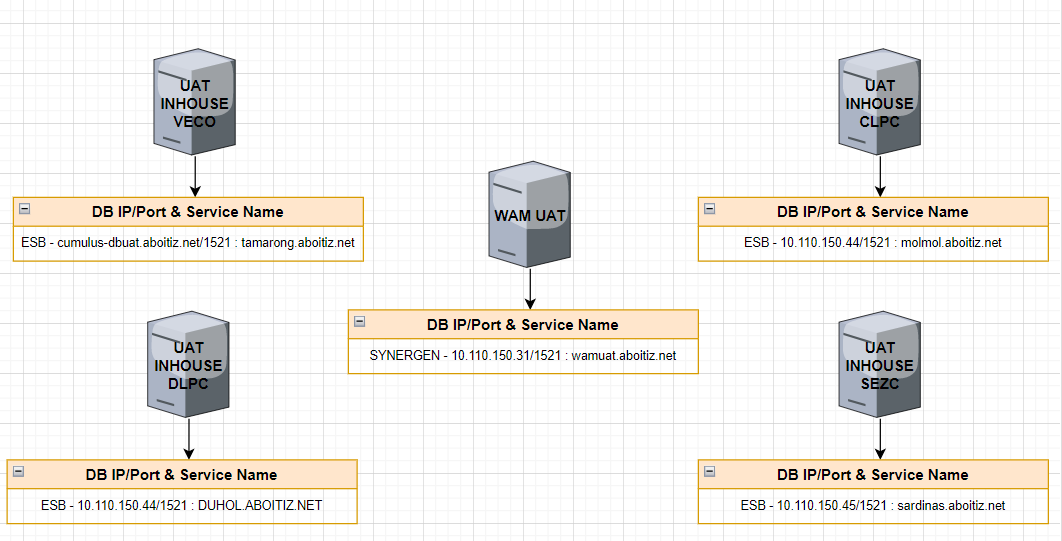 UAT
INHOUSE
VECO
DB IP/Port & Service Name
ESB - cumulus-dbuat.aboitiz.net/1521 : tamarong.aboitiz.net
UAT
INHOUSE
CLPC
DB IP/Port & Service Name
ESB - 10.110.150.44/1521 : molmol.aboitiz.net
WAM UAT
DB IP/Port & Service Name
SYNERGEN - 10.110.150.31/1521 : wamuat.aboitiz.net
UAT
INHOUSE
DLPC
DB IP/Port & Service Name
ESB - 10.110.150.44/1521 : DUHOL.ABOITIZ.NET
UAT
INHOUSE
SEZC
DB IP/Port & Service Name
ESB - 10.110.150.45/1521 : sardinas.aboitiz.net